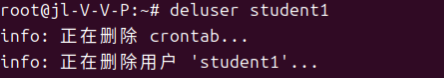 root@jl-V-V-P:~# deluser student1
info: 正在删除 crontab...
info: 正在删除用户 'student1'...